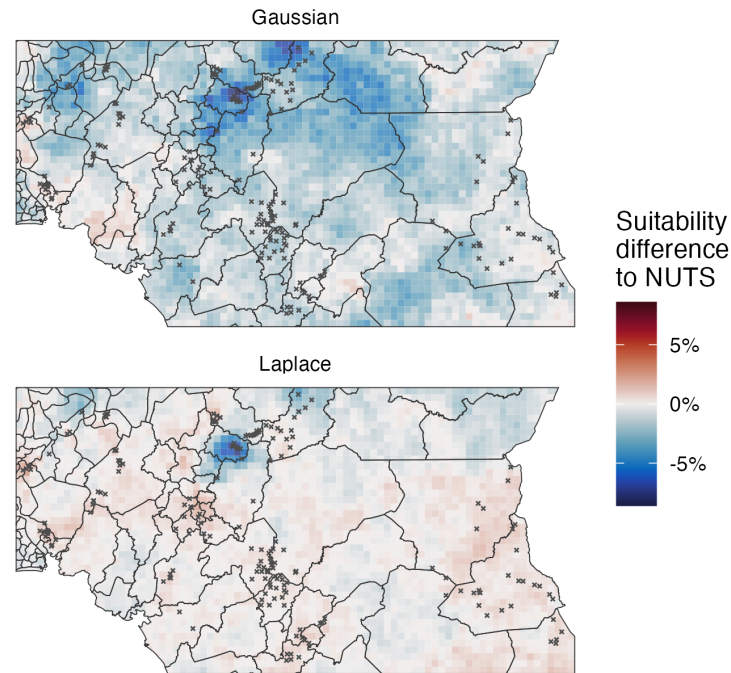 Gaussian
Suitability
difference
to NUTS
5%
0%
-5%
Laplace